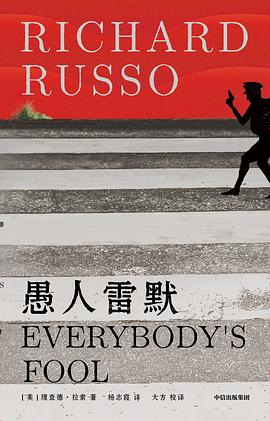 RICHARD
RUSSO
愚人雷默
EVERYBODY'S
FOOL
[美] 理查德·拉索 著 杨志霞 译 大方 校译
中信出版集团